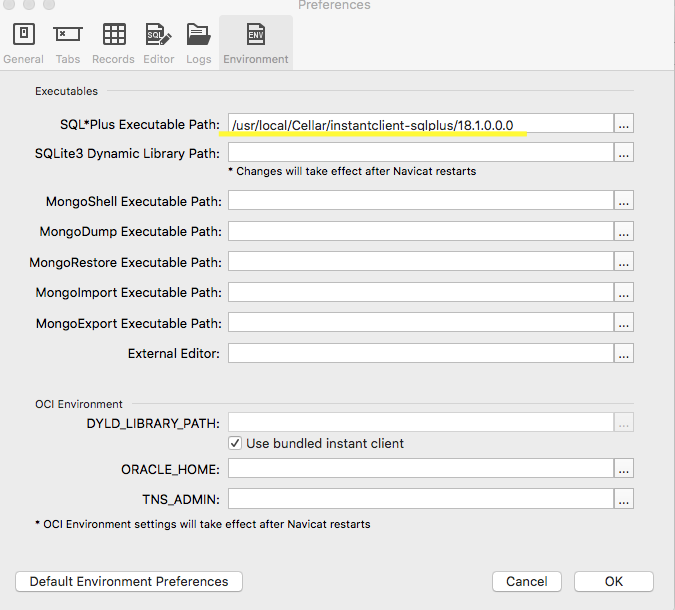 Preferences
General Tabs Records Editor Logs Environment
SQL ENV
Executables
SQL*Plus Executable Path: /usr/local/Cellar/instantclient-sqlplus/18.1.0.0.0 ...
SQLite3 Dynamic Library Path: ...
* Changes will take effect after Navicat restarts
MongoShell Executable Path: ...
MongoDump Executable Path: ...
MongoRestore Executable Path: ...
MongoImport Executable Path: ...
MongoExport Executable Path: ...
External Editor: ...
OCI Environment
DYLD_LIBRARY_PATH: ...
Use bundled instant client
ORACLE_HOME: ...
TNS_ADMIN: ...
* OCI Environment settings will take effect after Navicat restarts
Default Environment Preferences Cancel OK